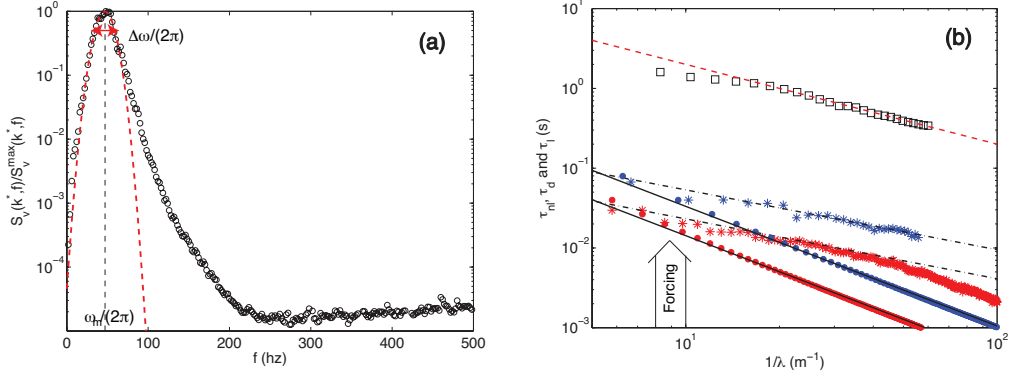 S_v(k^*,f)/S_v^max(k^*,f)
10^0
10^-1
10^-2
10^-3
10^-4
Δω/(2π)
(a)
ω_m/(2π)
0 100 200 300 400 500
f (hz)
τ_nl, τ_d and τ_l (s)
10^1
10^0
10^-1
10^-2
10^-3
(b)
Forcing
10^1 10^2
1/λ (m^-1)